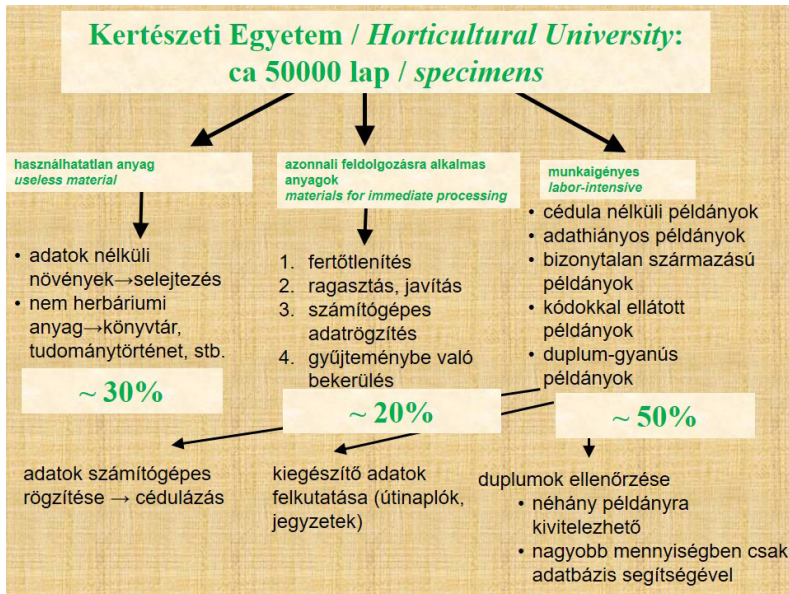 Kertészeti Egyetem / Horticultural University:
ca 50000 lap / specimens
használhatatlan anyag
useless material
• adatok nélküli
növények→selejtezés
• nem herbáriumi
anyag→könyvtár,
tudománytörténet, stb.
~ 30%
azonnali feldolgozásra alkalmas
anyagok
materials for immediate processing
1. fertőtlenítés
2. ragasztás, javítás
3. számítógépes
adatrögzítés
4. gyűjteménybe való
bekerülés
~ 20%
munkaigényes
labor-intensive
• cédula nélküli példányok
• adathiányos példányok
• bizonytalan származású
példányok
• kódokkal ellátott
példányok
• duplum-gyanús
példányok
~ 50%
adatok számítógépes
rögzítése → cédulázás
kiegészítő adatok
felkutatása (útinaplók,
jegyzetek)
duplumok ellenőrzése
• néhány példányra
kivitelezhető
• nagyobb mennyiségben csak
adatbázis segítségével